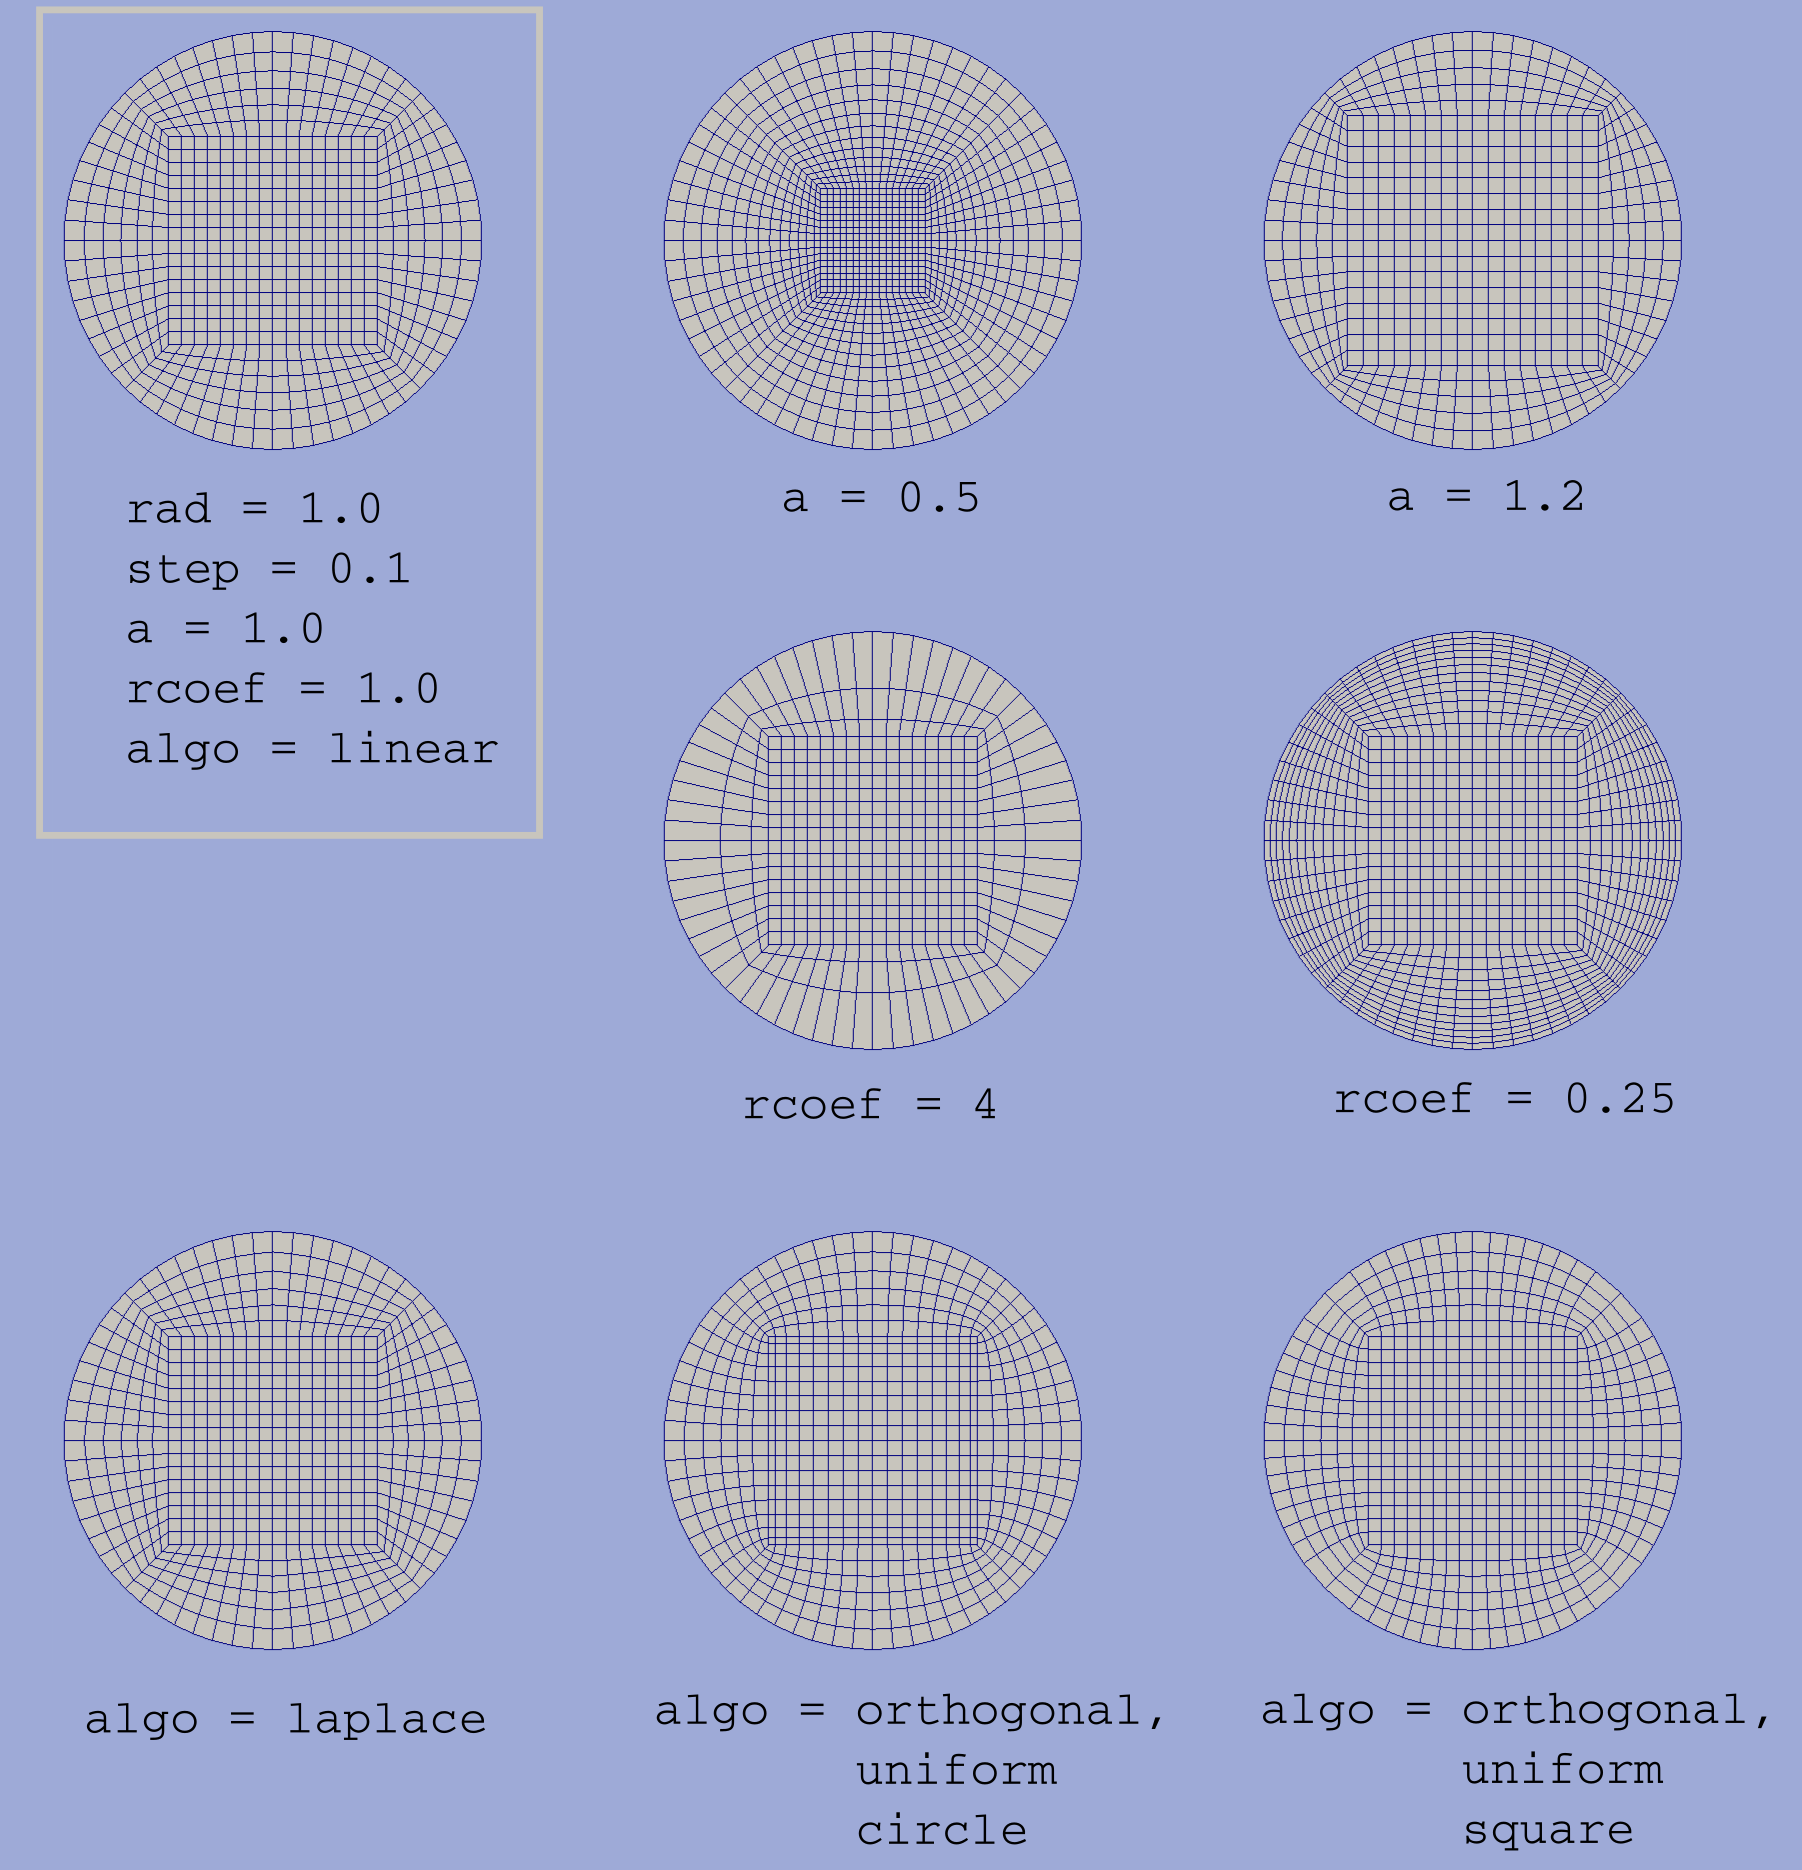 rad = 1.0
step = 0.1
a = 1.0
rcoef = 1.0
algo = linear
a = 0.5
a = 1.2
rcoef = 4
rcoef = 0.25
algo = laplace
algo = orthogonal,
uniform
circle
algo = orthogonal,
uniform
square